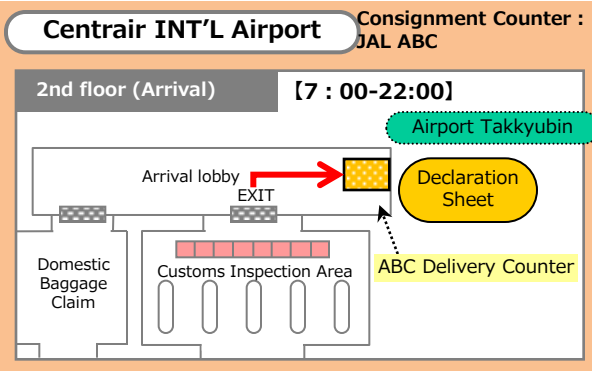 Centrair INT'L Airport
Consignment Counter :
JAL ABC
2nd floor (Arrival)
【7：00-22:00】
Airport Takkyubin
Arrival lobby
EXIT
Declaration
Sheet
Domestic
Baggage
Claim
Customs Inspection Area
ABC Delivery Counter